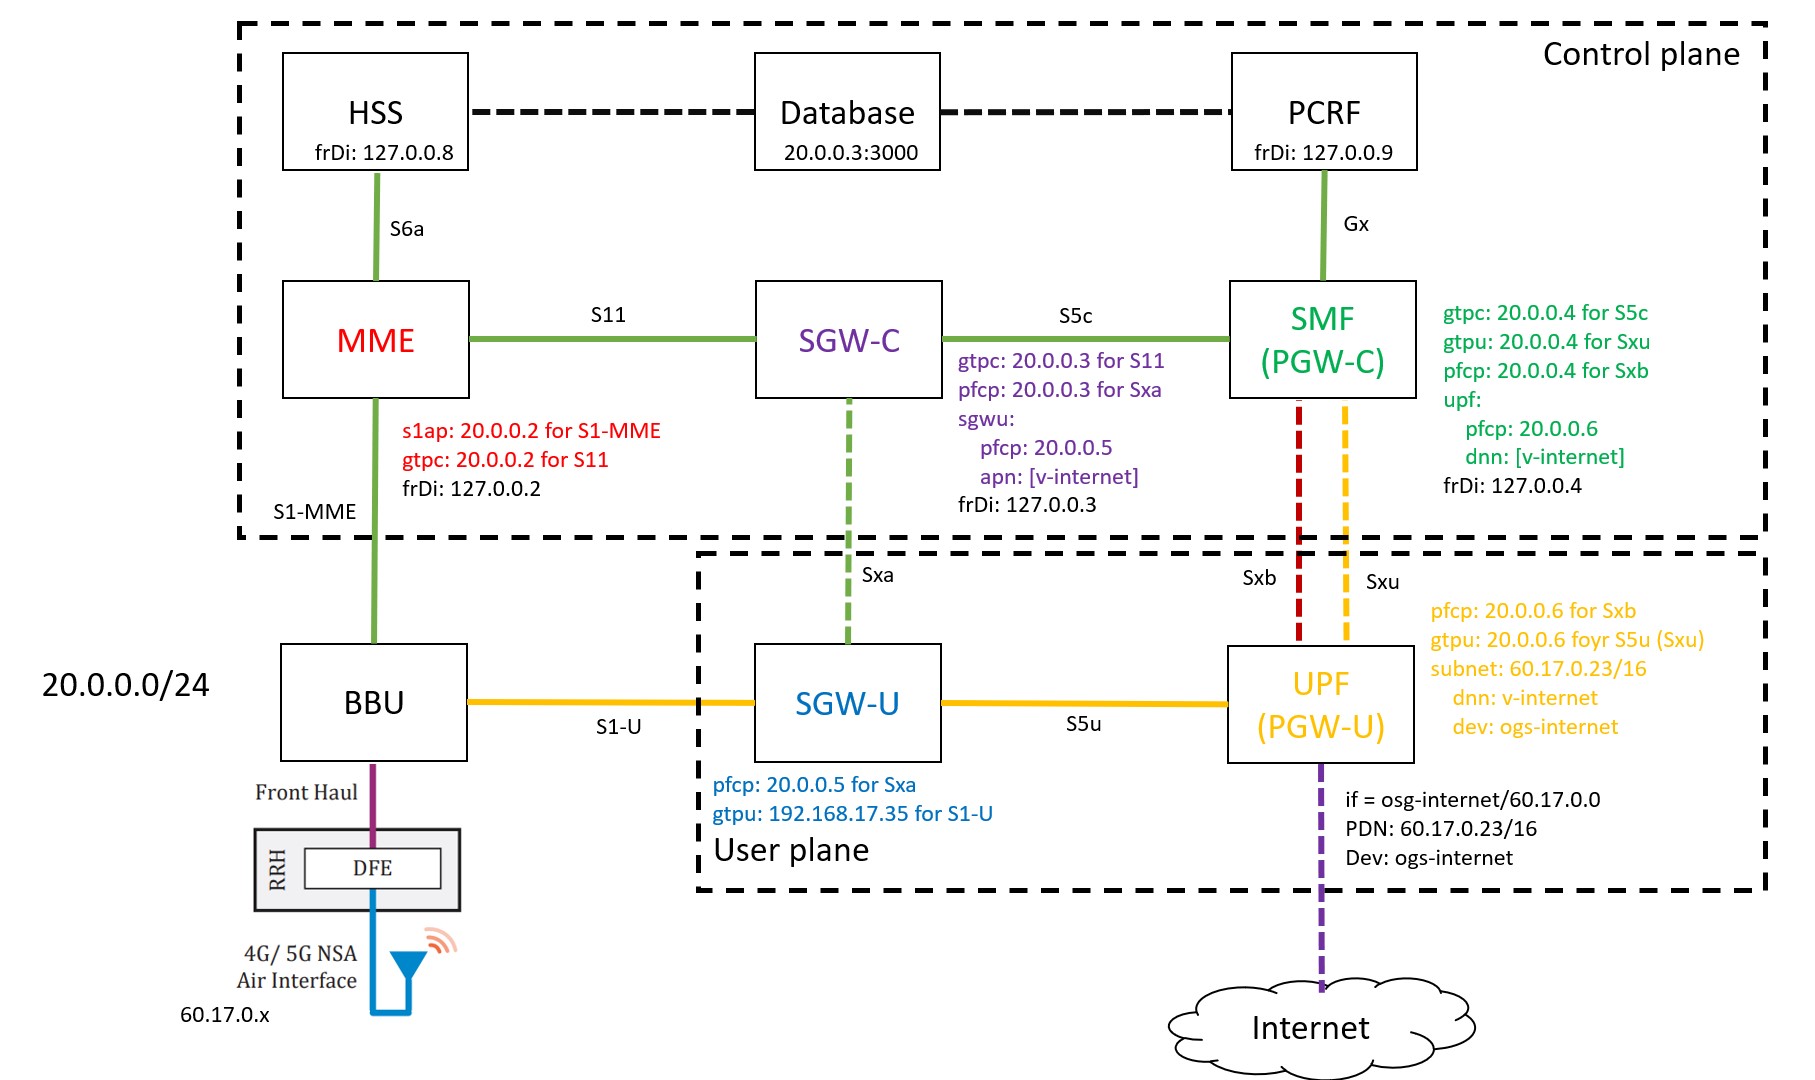 Control plane
HSS
frDi: 127.0.0.8
Database
20.0.0.3:3000
PCRF
frDi: 127.0.0.9
S6a
Gx
MME
S11
SGW-C
S5c
SMF
(PGW-C)
gtpc: 20.0.0.4 for S5c
gtpu: 20.0.0.4 for Sxu
pfcp: 20.0.0.4 for Sxb
upf:
pfcp: 20.0.0.6
dnn: [v-internet]
frDi: 127.0.0.4
gtpc: 20.0.0.3 for S11
pfcp: 20.0.0.3 for Sxa
sgwu:
pfcp: 20.0.0.5
apn: [v-internet]
frDi: 127.0.0.3
s1ap: 20.0.0.2 for S1-MME
gtpc: 20.0.0.2 for S11
frDi: 127.0.0.2
S1-MME
Sxa
Sxb
Sxu
20.0.0.0/24
BBU
S1-U
SGW-U
S5u
UPF
(PGW-U)
pfcp: 20.0.0.6 for Sxb
gtpu: 20.0.0.6 foyr S5u (Sxu)
subnet: 60.17.0.23/16
dnn: v-internet
dev: ogs-internet
pfcp: 20.0.0.5 for Sxa
gtpu: 192.168.17.35 for S1-U
User plane
if = osg-internet/60.17.0.0
PDN: 60.17.0.23/16
Dev: ogs-internet
Front Haul
RRH
DFE
4G/ 5G NSA
Air Interface
60.17.0.x
Internet